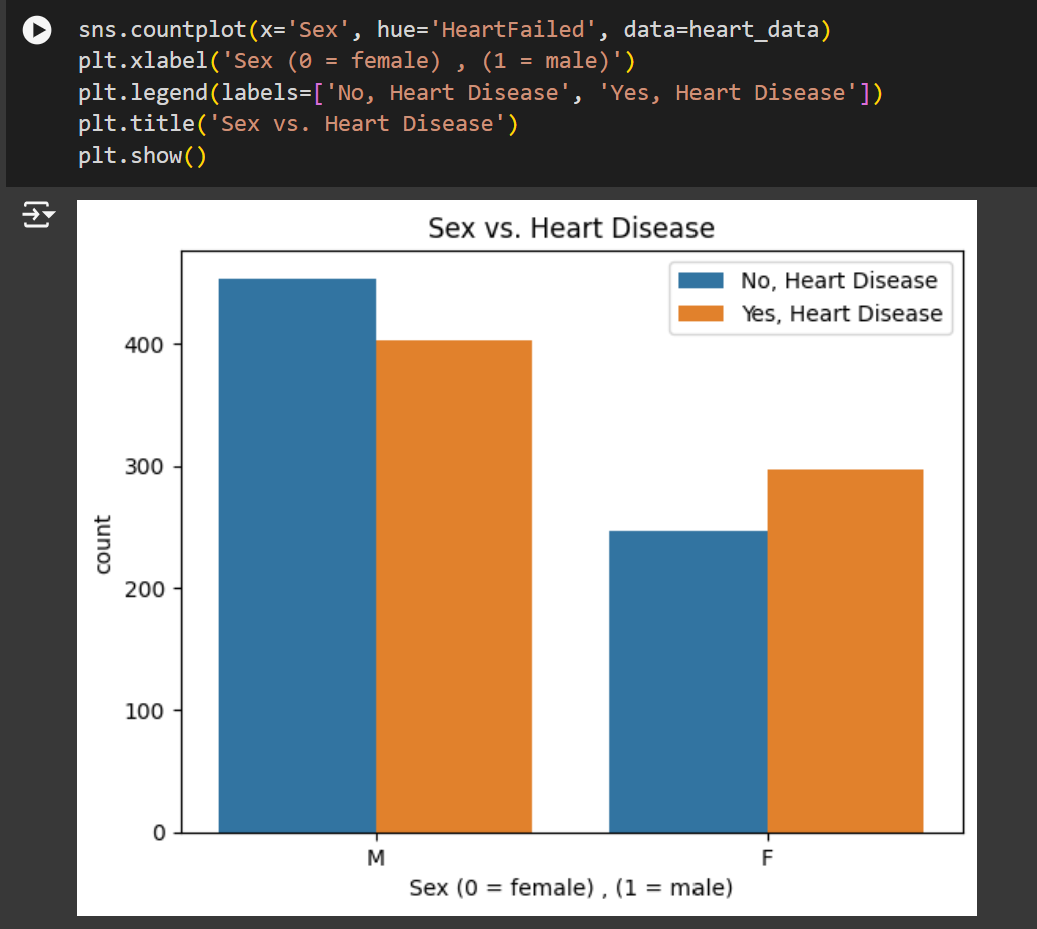 sns.countplot(x='Sex', hue='HeartFailed', data=heart_data)
plt.xlabel('Sex (0 = female) , (1 = male)')
plt.legend(labels=['No, Heart Disease', 'Yes, Heart Disease'])
plt.title('Sex vs. Heart Disease')
plt.show()
Sex vs. Heart Disease
No, Heart Disease
Yes, Heart Disease
400
300
200
100
0
count
M F
Sex (0 = female) , (1 = male)